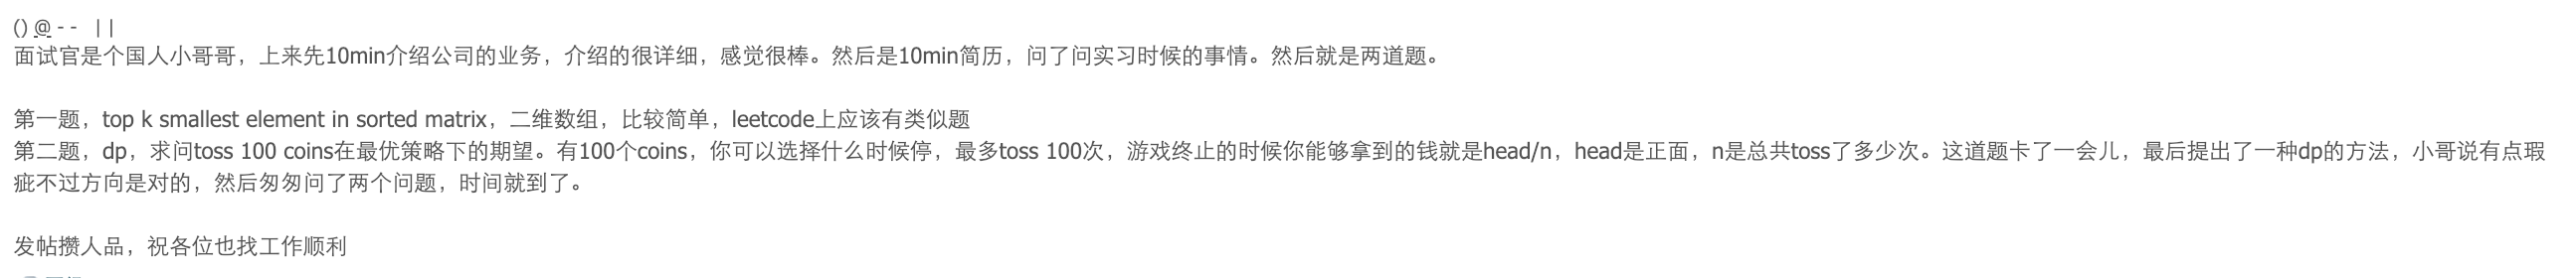 () @ - - | |
面试官是个国人小哥哥，上来先10min介绍公司的业务，介绍的很详细，感觉很棒。然后是10min简历，问了问实习时候的事情。然后就是两道题。
第一题，top k smallest element in sorted matrix，二维数组，比较简单，leetcode上应该有类似题
第二题，dp，求问toss 100 coins在最优策略下的期望。有100个coins，你可以选择什么时候停，最多toss 100次，游戏终止的时候你能够拿到的钱就是head/n，head是正面，n是总共toss了多少次。这道题卡了一会儿，最后提出了一种dp的方法，小哥说有点瑕
疵不过方向是对的，然后匆匆问了两个问题，时间就到了。
发帖攒人品，祝各位也找工作顺利